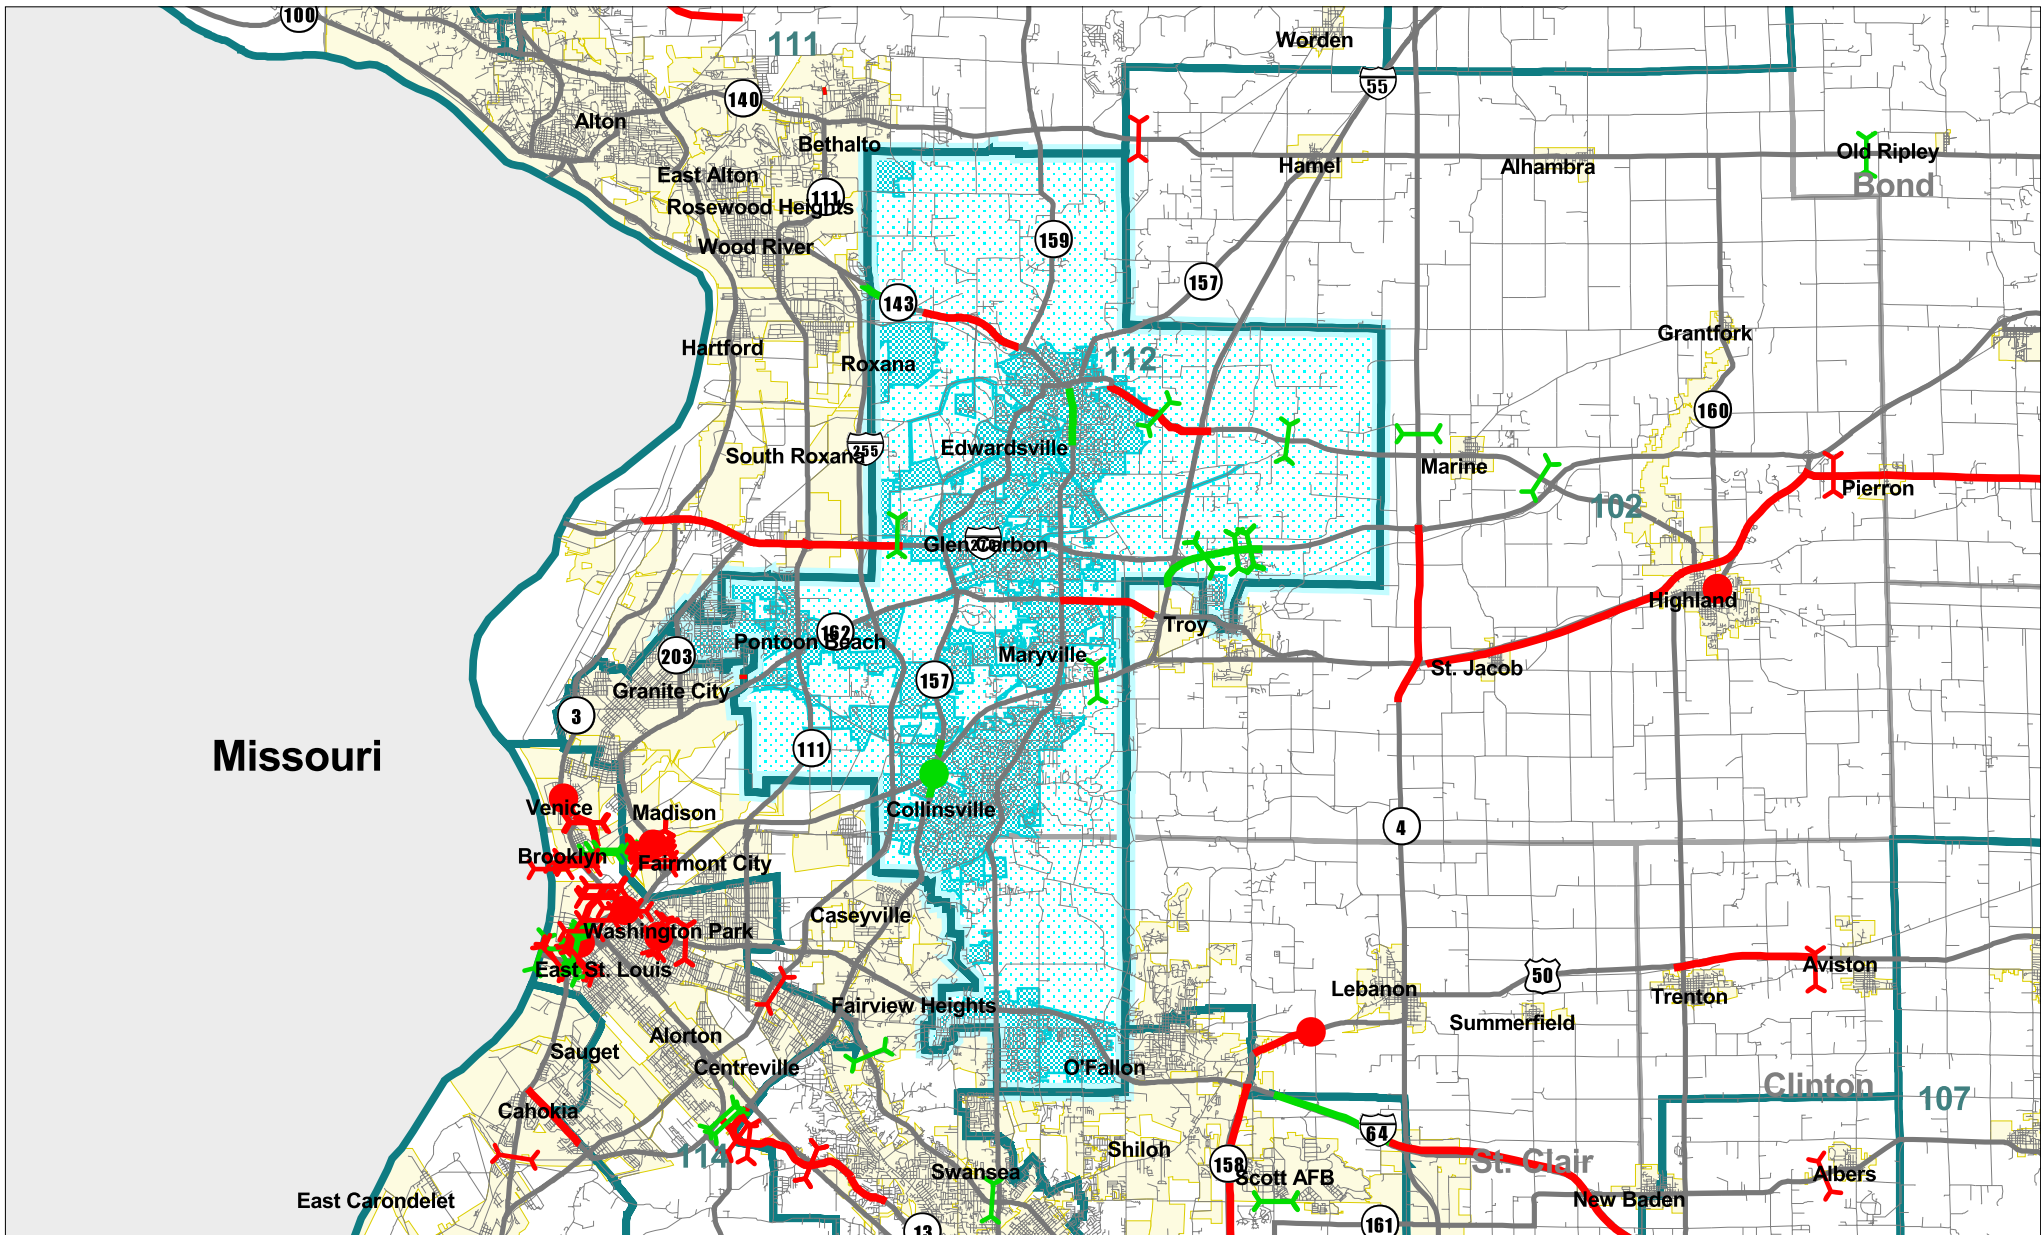 100
111
Worden
55
140
Alton
Bethalto
Hamel
Alhambra
Old Ripley
Bond
East Alton
111
Rosewood Heights
Wood River
159
157
143
Hartford
Roxana
112
Grantfork
160
South Roxana
255
Edwardsville
Marine
Pierron
102
Glen Carbon
270
Highland
162
Pontoon Beach
Troy
203
Maryville
St. Jacob
Granite City
157
3
Missouri
111
Venice
Madison
Collinsville
4
Brooklyn
Fairmont City
Caseyville
Washington Park
East St. Louis
50
Aviston
Lebanon
Trenton
Fairview Heights
Summerfield
Alorton
Sauget
Centreville
O'Fallon
Clinton
107
Cahokia
64
114
Shiloh
St. Clair
158
Swansea
Scott AFB
Albers
East Carondelet
New Baden
161
13